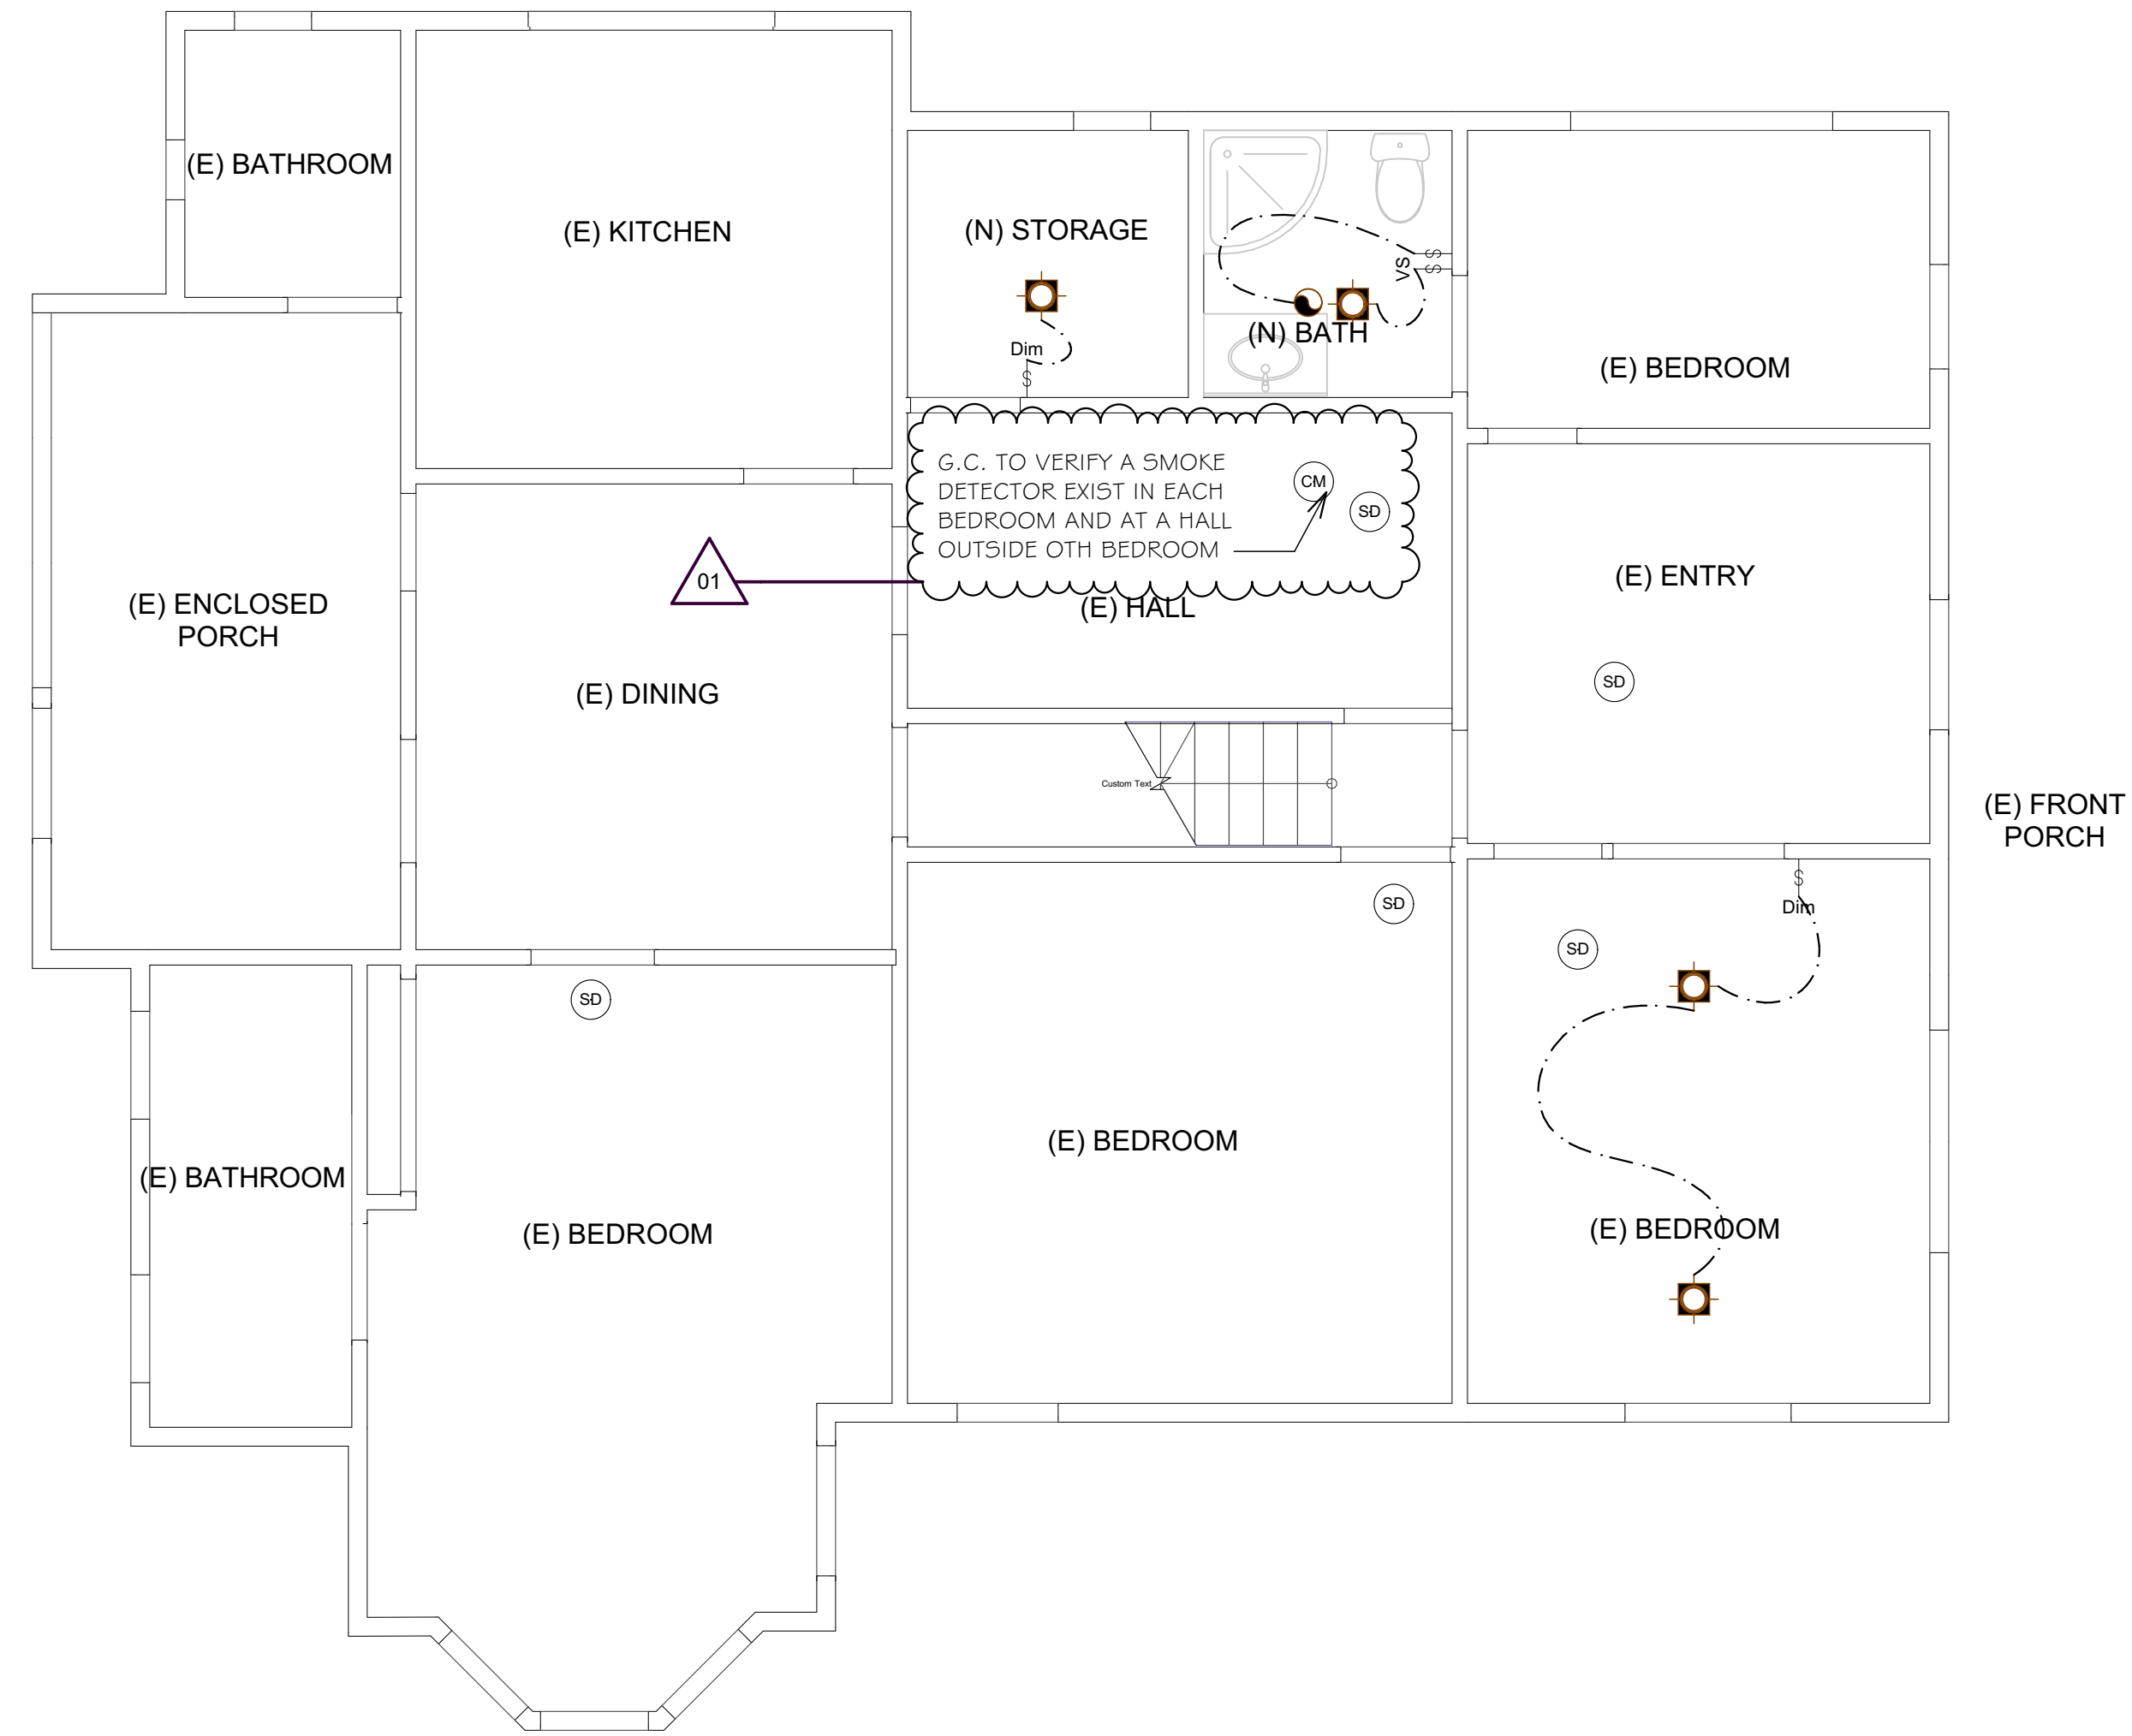 (E) BATHROOM
(E) KITCHEN
(N) STORAGE
Dim
S
VS
S
S
(N) BATH
(E) BEDROOM
G.C. TO VERIFY A SMOKE
DETECTOR EXIST IN EACH
BEDROOM AND AT A HALL
OUTSIDE OTH BEDROOM
CM
SD
01
(E) HALL
(E) ENCLOSED
PORCH
(E) DINING
(E) ENTRY
SD
Custom Text
(E) FRONT
PORCH
S
Dim
SD
SD
SD
(E) BATHROOM
(E) BEDROOM
(E) BEDROOM
(E) BEDROOM